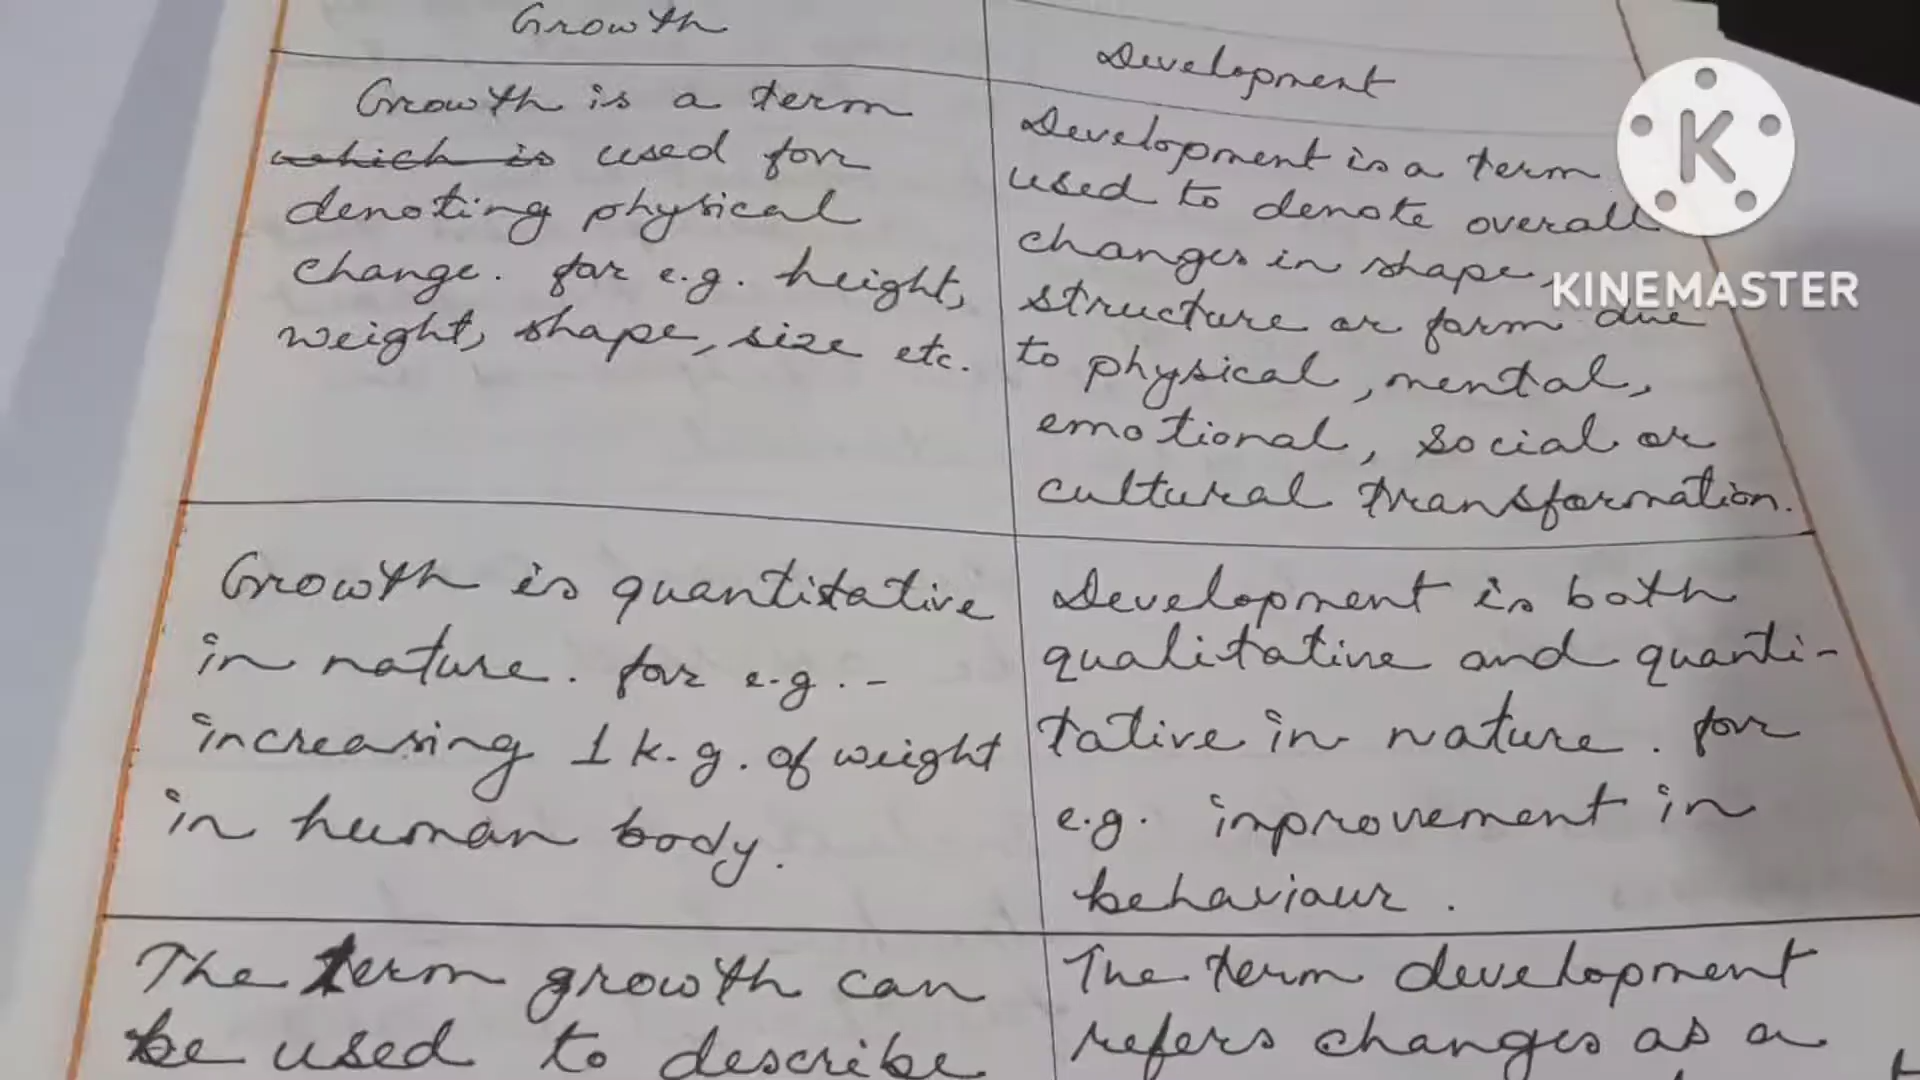 Growth
Growth is a term
which is used for
denoting physical
change. for e.g. height,
weight, shape, size etc.
Growth is quantitative
in nature. for e.g.-
increasing 1 k.g. of weight
in human body.
The term growth can
be used to describe
Development
Development is a term
used to denote overall
changes in shape,
structure or form due
to physical, mental,
emotional, social or
cultural transformation.
Development is both
qualitative and quanti-
tative in nature. for
e.g. improvement in
behaviour.
The term development
refers changes as a
K
KINEMASTER